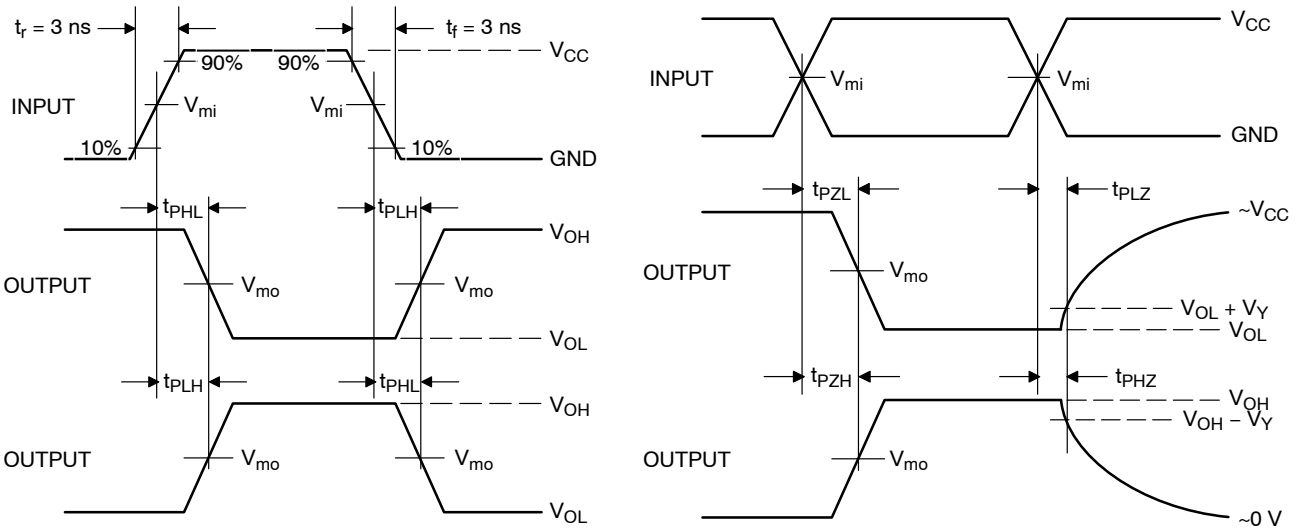 tr = 3 ns
tf = 3 ns
VCC
90%
90%
INPUT
Vmi
Vmi
10%
10%
GND
tPHL
tPLH
VOH
OUTPUT
Vmo
Vmo
VOL
tPLH
tPHL
VOH
OUTPUT
Vmo
Vmo
VOL
VCC
INPUT
Vmi
Vmi
GND
tPZL
tPLZ
~VCC
OUTPUT
Vmo
VOL + VY
VOL
tPZH
tPHZ
VOH
VOH – VY
OUTPUT
Vmo
~0 V